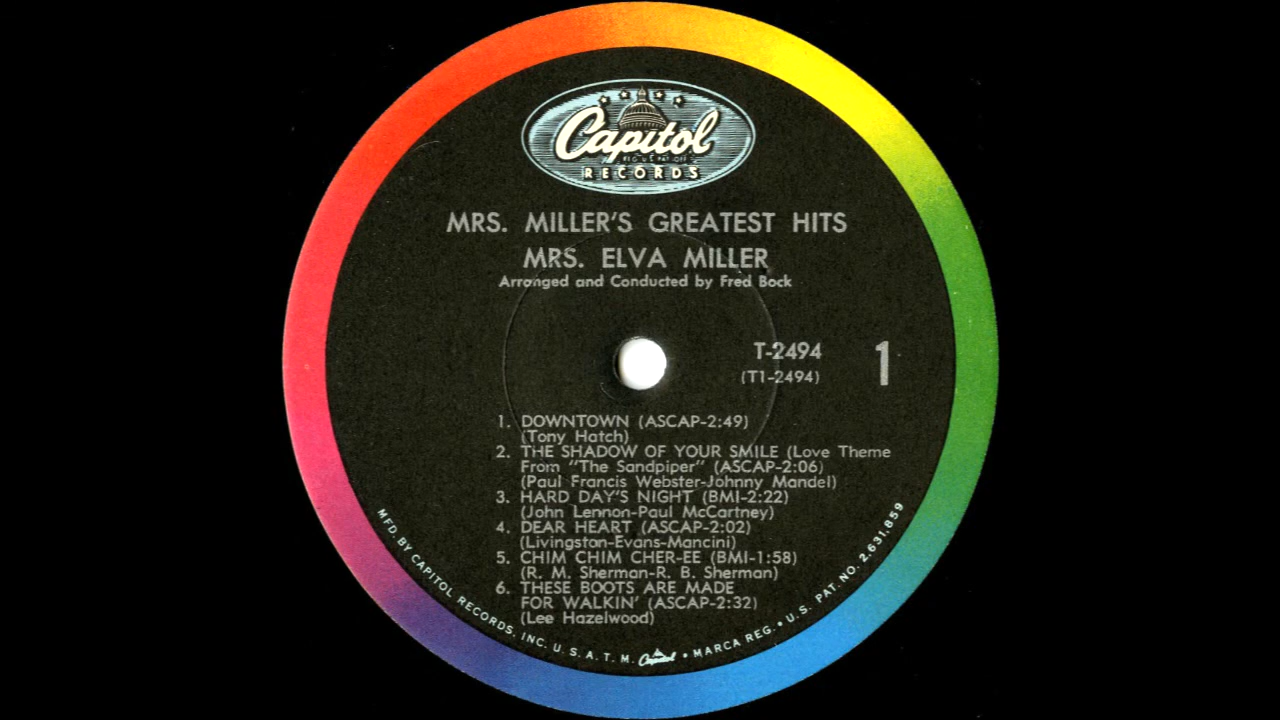 Capitol
REG. U.S. PAT. OFF.
RECORDS
MRS. MILLER'S GREATEST HITS
MRS. ELVA MILLER
Arranged and Conducted by Fred Bock
T-2494
(T1-2494)
1
1. DOWNTOWN (ASCAP-2:49)
(Tony Hatch)
2. THE SHADOW OF YOUR SMILE (Love Theme
From "The Sandpiper" (ASCAP-2:06)
(Paul Francis Webster-Johnny Mandel)
3. HARD DAY'S NIGHT (BMI-2:22)
(John Lennon-Paul McCartney)
4. DEAR HEART (ASCAP-2:02)
(Livingston-Evans-Mancini)
5. CHIM CHIM CHER-EE (BMI-1:58)
(R. M. Sherman-R. B. Sherman)
6. THESE BOOTS ARE MADE
FOR WALKIN' (ASCAP-2:32)
(Lee Hazelwood)
MFD. BY CAPITOL RECORDS, INC. U. S. A. T. M. Capitol • MARCA REG. • U. S. PAT. NO. 2,631,859